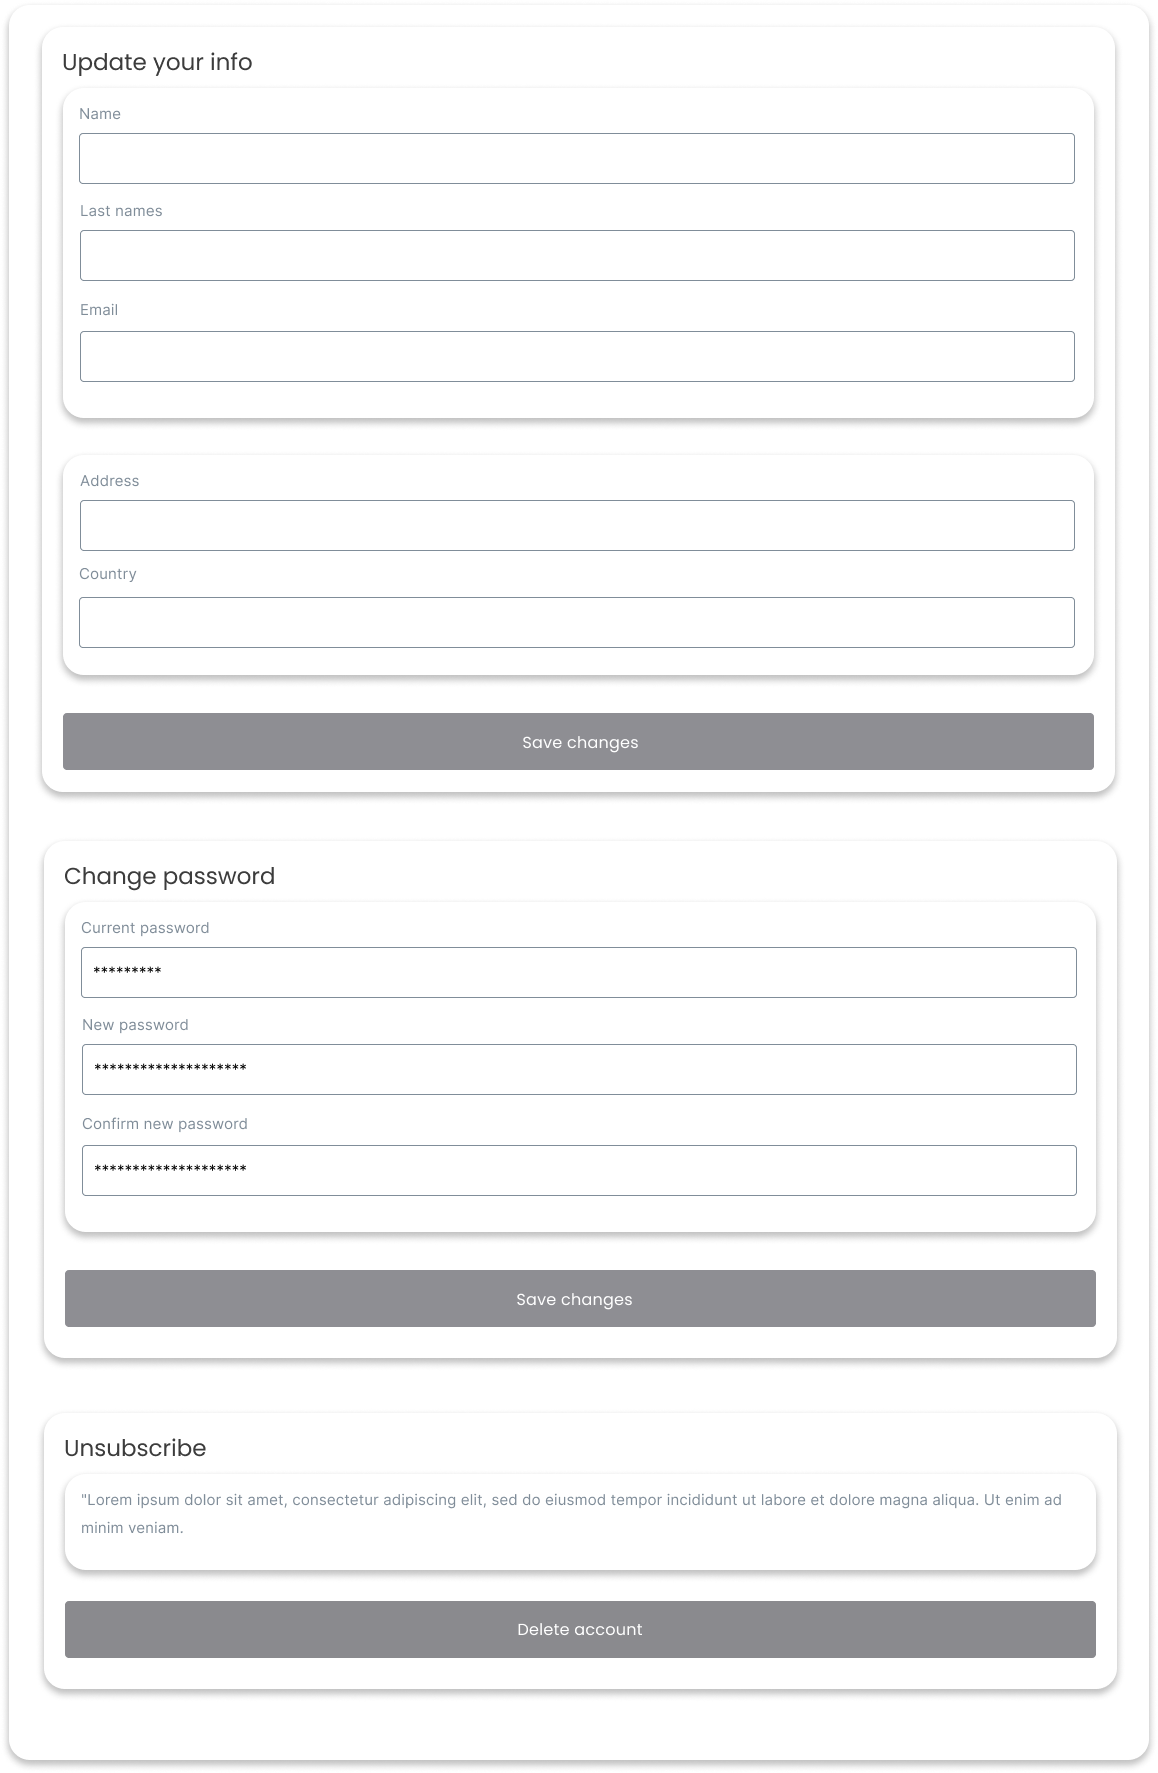 Update your info
Name
Last names
Email
Address
Country
Save changes
Change password
Current password
*********
New password
********************
Confirm new password
********************
Save changes
Unsubscribe
"Lorem ipsum dolor sit amet, consectetur adipiscing elit, sed do eiusmod tempor incididunt ut labore et dolore magna aliqua. Ut enim ad
minim veniam.
Delete account